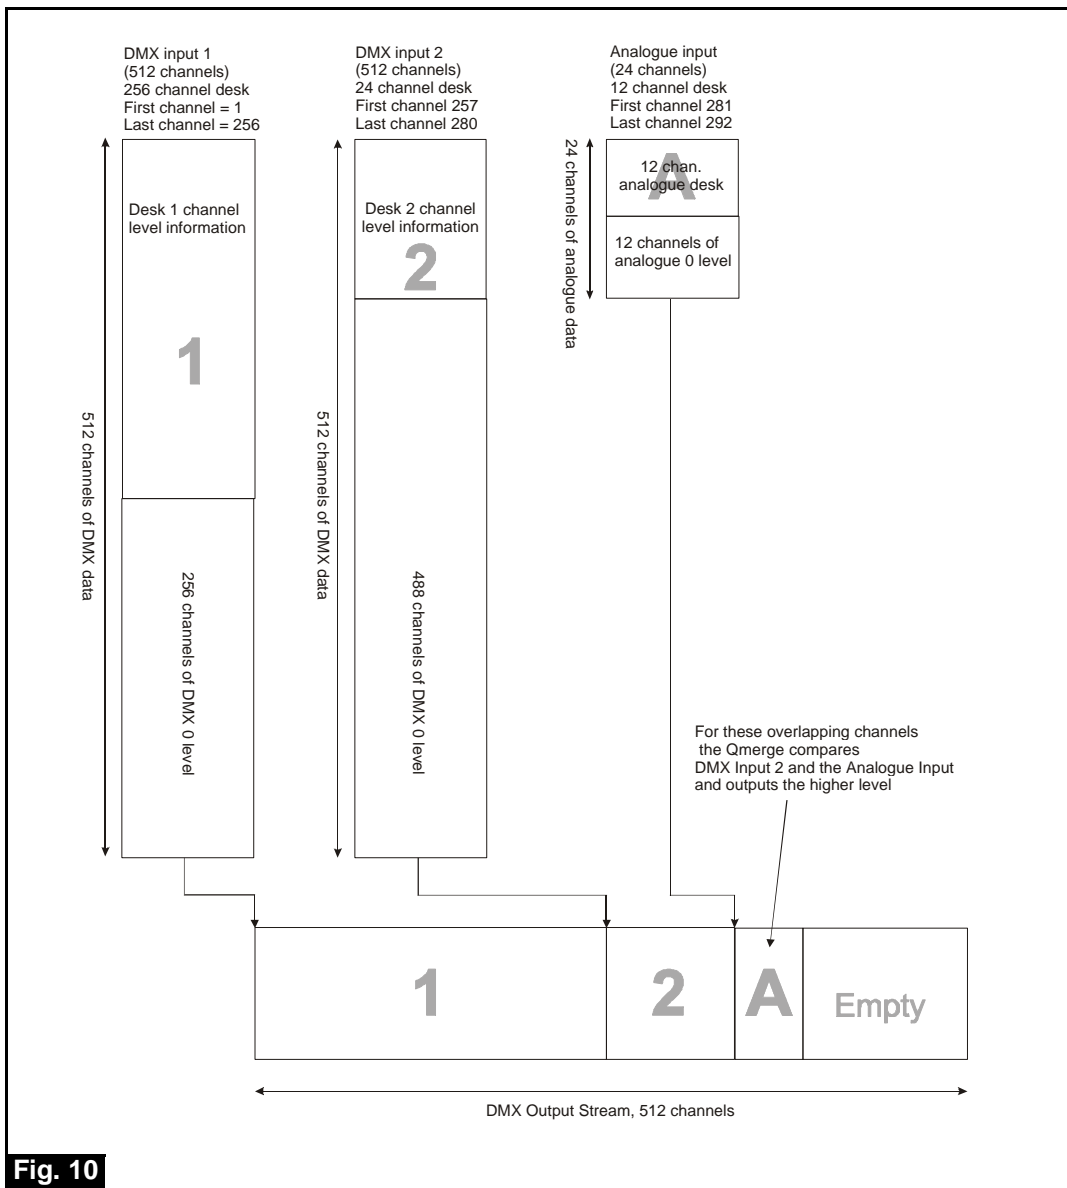 DMX input 1
(512 channels)
256 channel desk
First channel = 1
Last channel = 256
DMX input 2
(512 channels)
24 channel desk
First channel 257
Last channel 280
Analogue input
(24 channels)
12 channel desk
First channel 281
Last channel 292
512 channels of DMX data
Desk 1 channel
level information
1
256 channels of DMX 0 level
512 channels of DMX data
Desk 2 channel
level information
2
488 channels of DMX 0 level
24 channels of analogue data
A
12 chan.
analogue desk
12 channels of
analogue 0 level
For these overlapping channels
the Qmerge compares
DMX Input 2 and the Analogue Input
and outputs the higher level
1
2
A
Empty
DMX Output Stream, 512 channels
Fig. 10